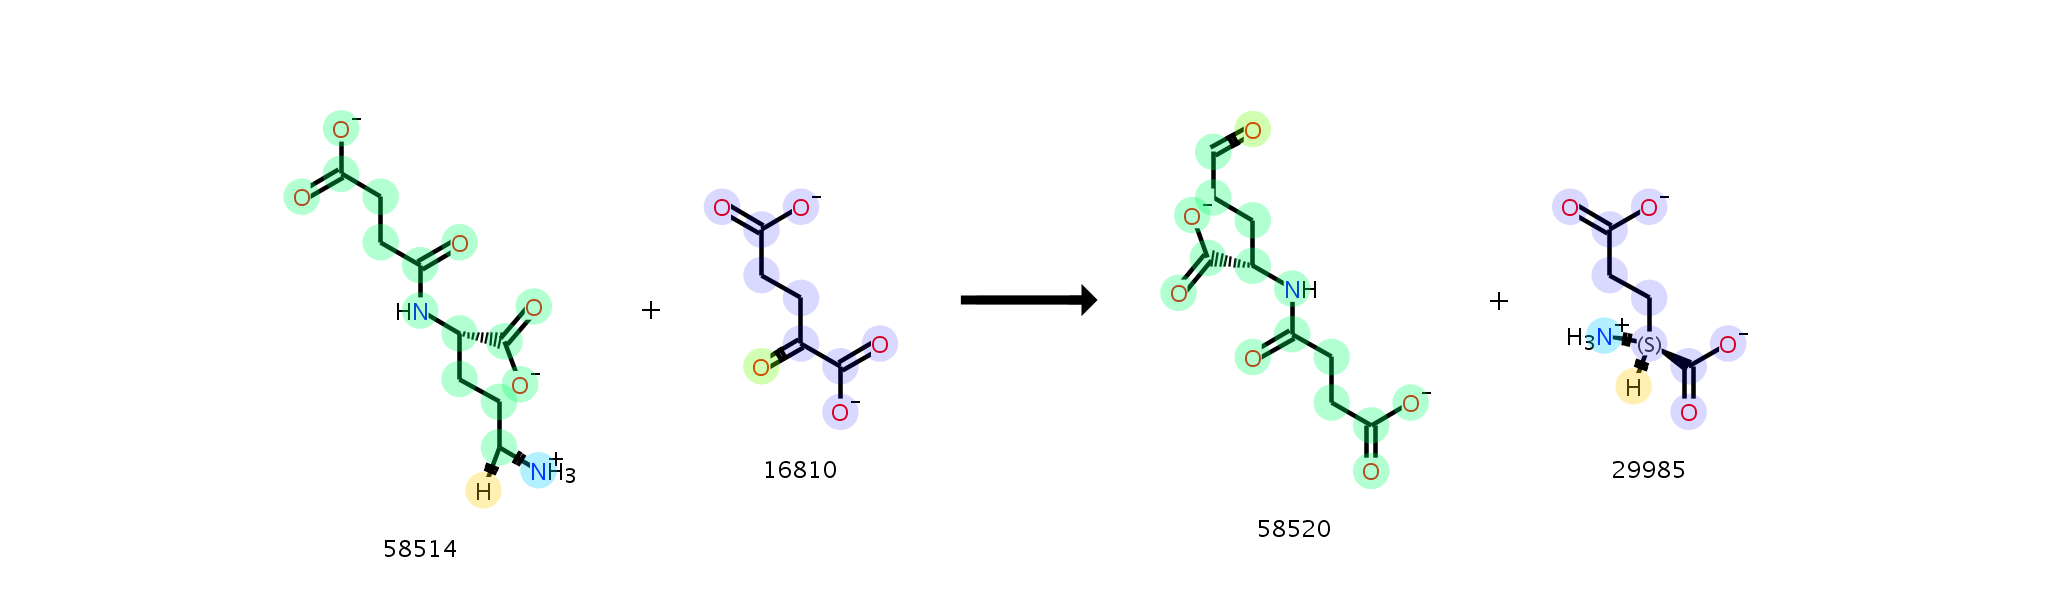 O-
O
O
HN
O
O-
H
NH3+
58514
+
O
O-
O
O
O-
16810
O
O-
O
NH
O
O-
O
58520
+
O
O-
H3N+
(S)
O-
H
O
29985